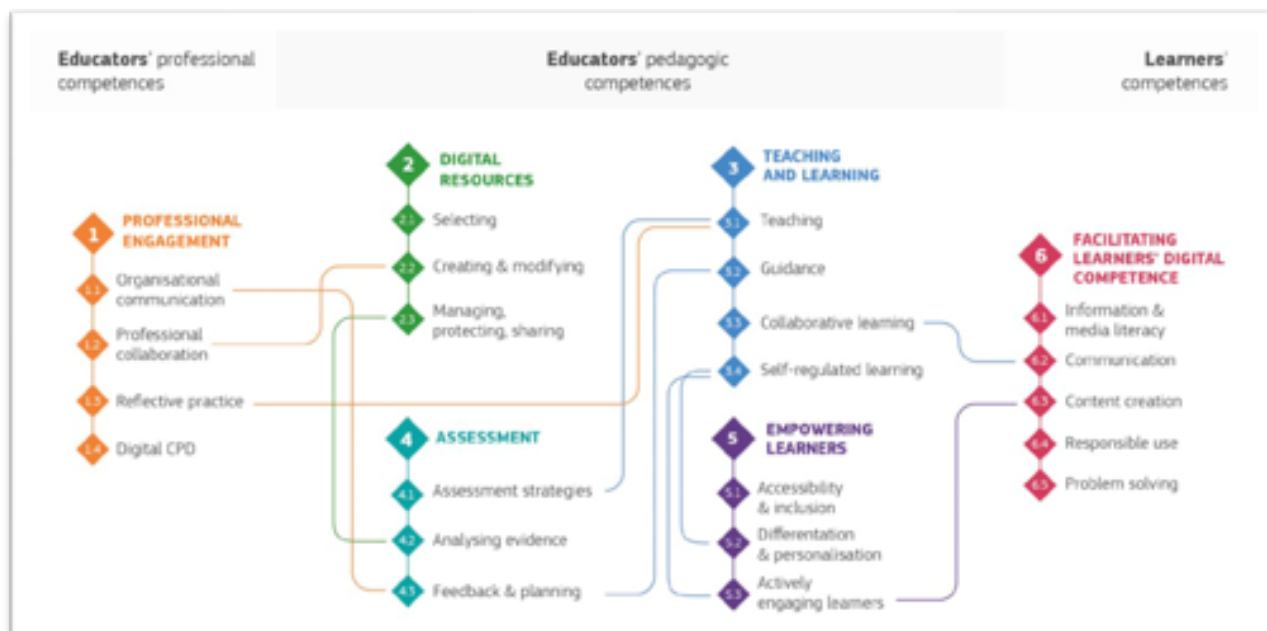 Educators' professional
competences
Educators' pedagogic
competences
Learners'
competences
1
PROFESSIONAL
ENGAGEMENT
1.1
Organisational
communication
1.2
Professional
collaboration
1.3
Reflective practice
1.4
Digital CPD
2
DIGITAL
RESOURCES
2.1
Selecting
2.2
Creating & modifying
2.3
Managing,
protecting, sharing
4
ASSESSMENT
4.1
Assessment strategies
4.2
Analysing evidence
4.3
Feedback & planning
3
TEACHING
AND LEARNING
3.1
Teaching
3.2
Guidance
3.3
Collaborative learning
3.4
Self-regulated learning
5
EMPOWERING
LEARNERS
5.1
Accessibility
& inclusion
5.2
Differentation
& personalisation
5.3
Actively
engaging learners
6
FACILITATING
LEARNERS' DIGITAL
COMPETENCE
6.1
Information &
media literacy
6.2
Communication
6.3
Content creation
6.4
Responsible use
6.5
Problem solving